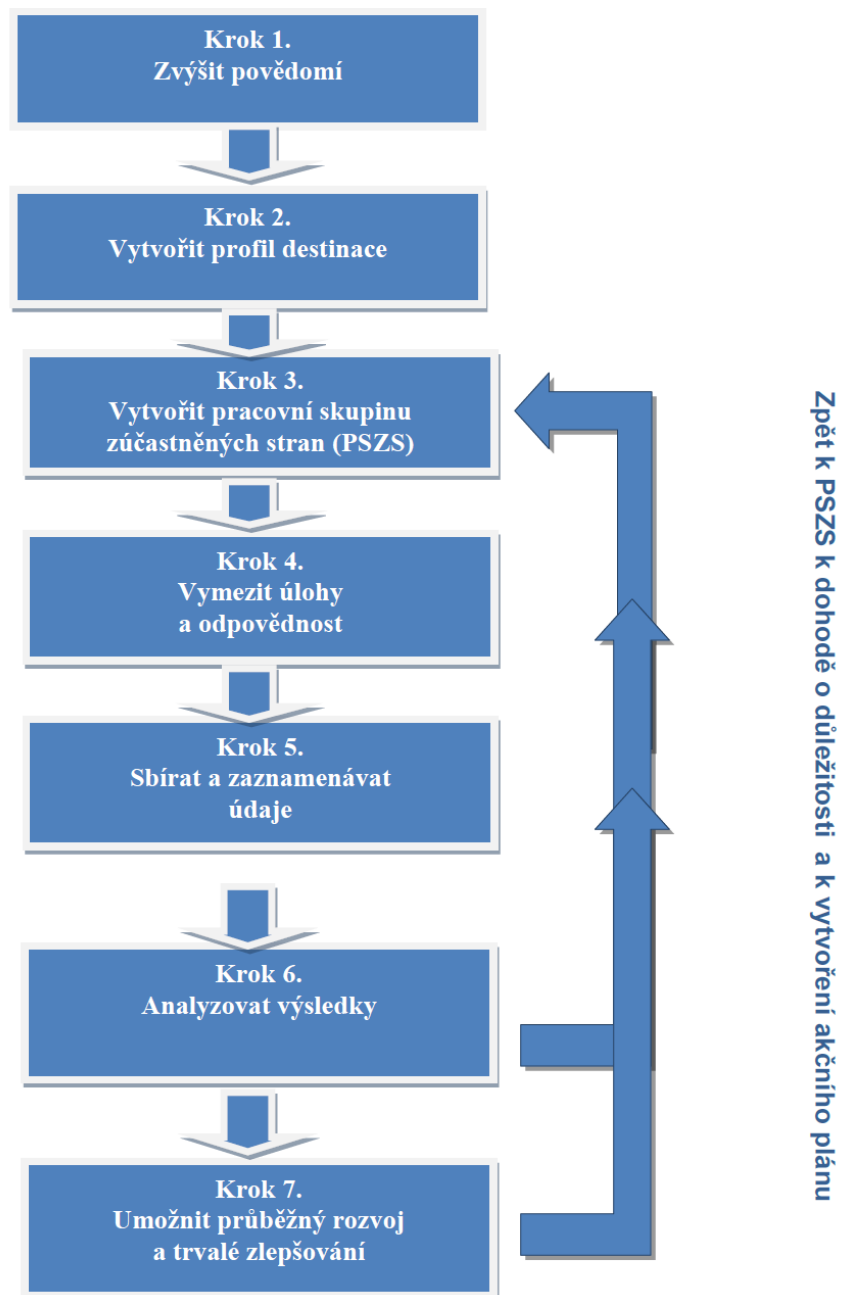 Krok 1.
Zvýšit povědomí
Krok 2.
Vytvořit profil destinace
Krok 3.
Vytvořit pracovní skupinu
zúčastněných stran (PSZS)
Krok 4.
Vymezit úlohy
a odpovědnost
Krok 5.
Sbírat a zaznamenávat
údaje
Krok 6.
Analyzovat výsledky
Krok 7.
Umožnit průběžný rozvoj
a trvalé zlepšování
Zpět k PSZS k dohodě o důležitosti a k vytvoření akčního plánu